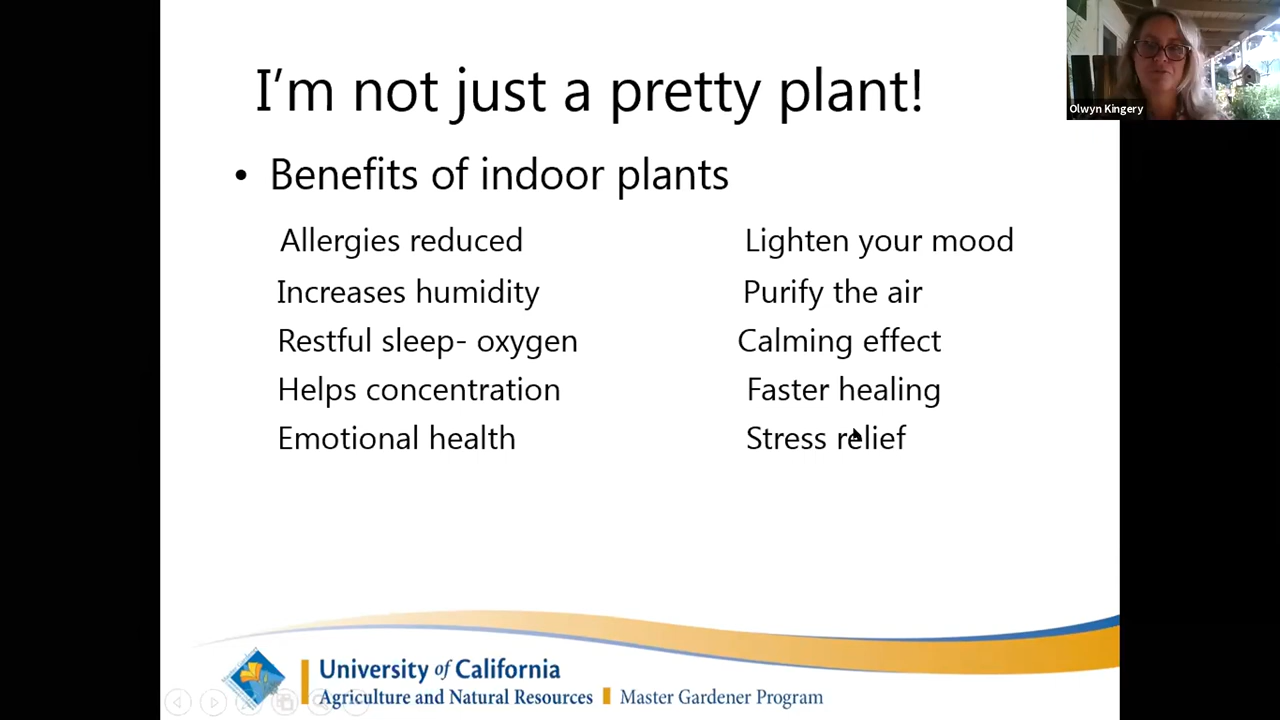 I'm not just a pretty plant!
Olwyn Kingery
• Benefits of indoor plants
Allergies reduced
Lighten your mood
Increases humidity
Purify the air
Restful sleep- oxygen
Calming effect
Helps concentration
Faster healing
Emotional health
Stress relief
University of California
Agriculture and Natural Resources
Master Gardener Program